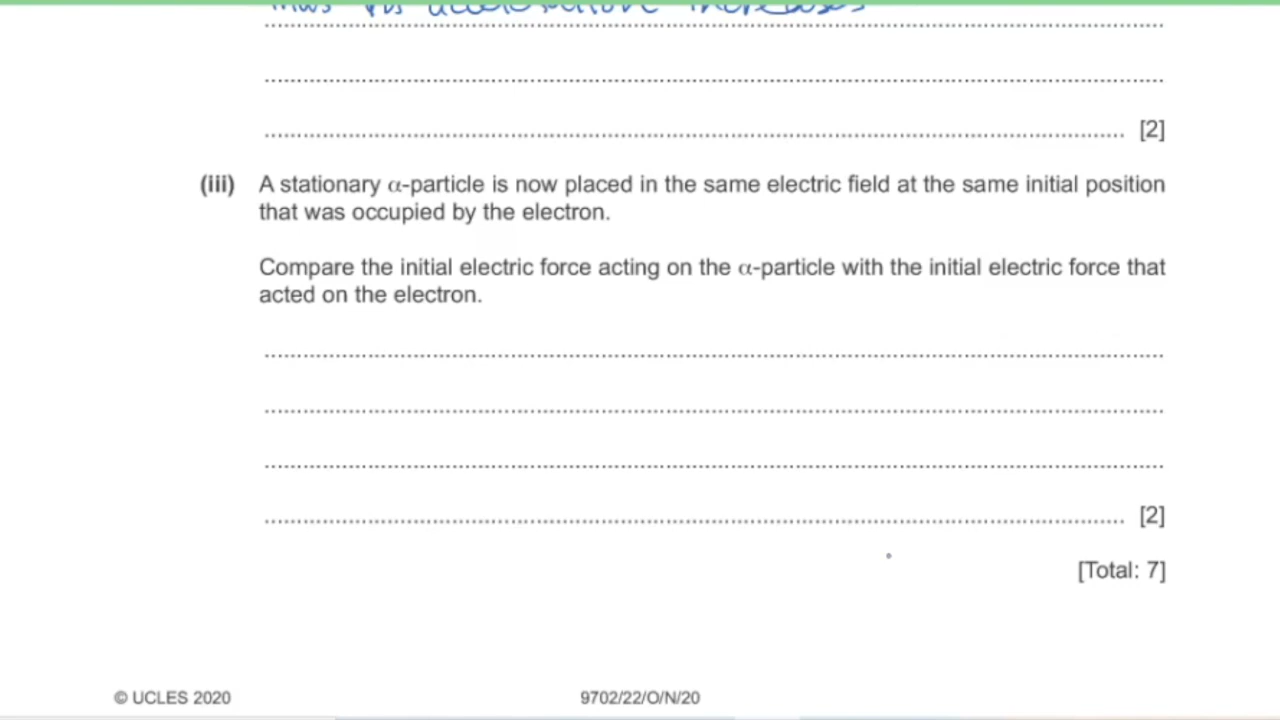 [2]
(iii) A stationary α-particle is now placed in the same electric field at the same initial position
that was occupied by the electron.
Compare the initial electric force acting on the α-particle with the initial electric force that
acted on the electron.
[2]
[Total: 7]
© UCLES 2020 9702/22/O/N/20